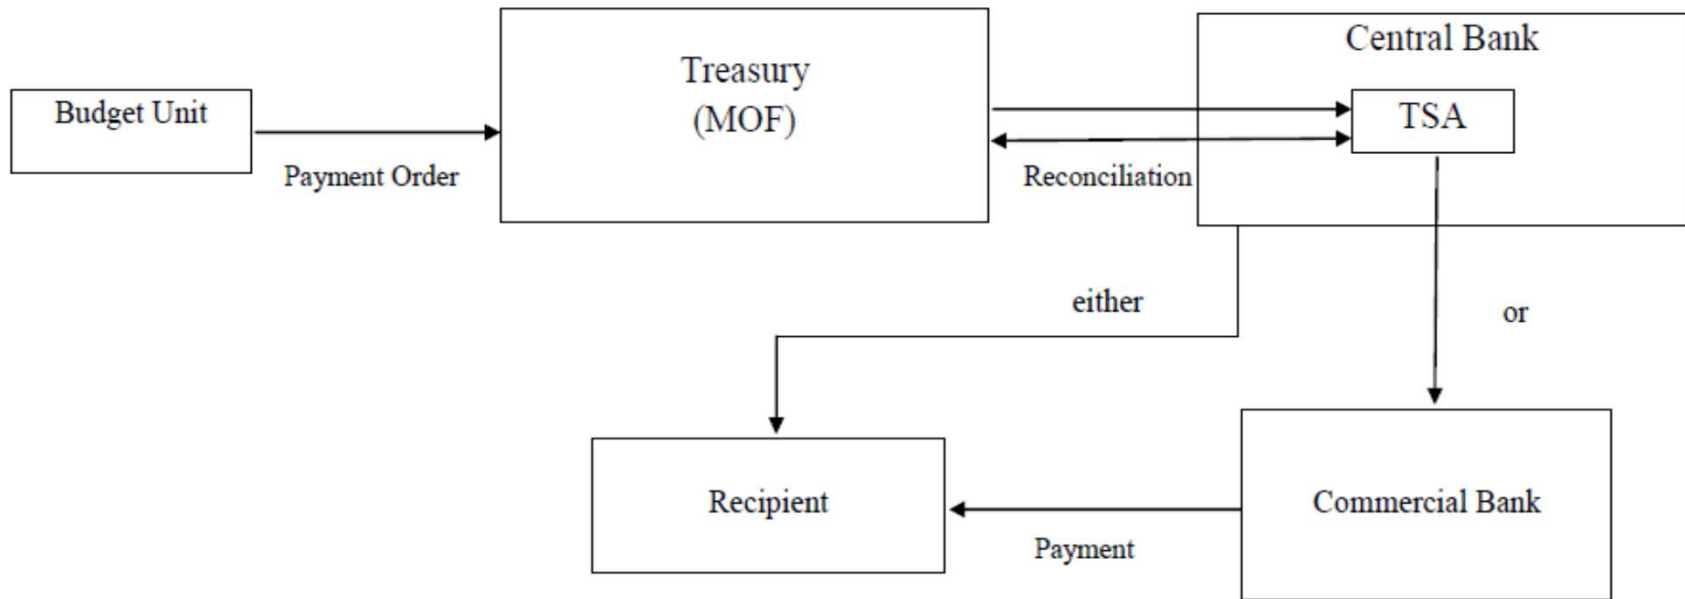 Central Bank
Treasury
(MOF)
Budget Unit
TSA
Payment Order
Reconciliation
either
or
Recipient
Commercial Bank
Payment